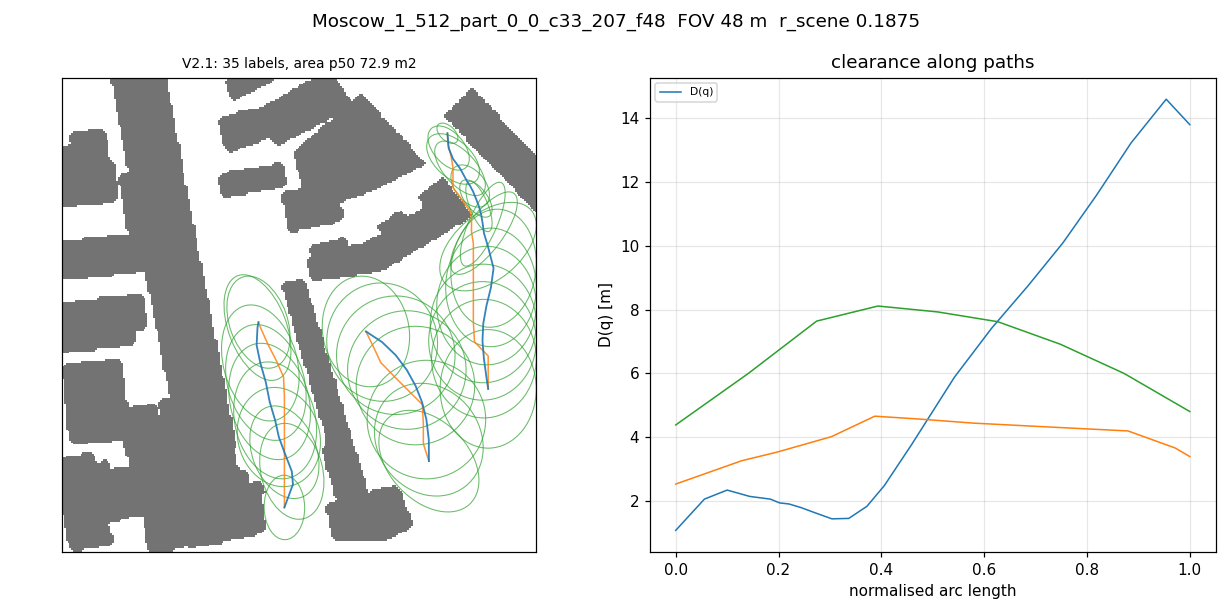 Moscow_1_512_part_0_0_c33_207_f48  FOV 48 m  r_scene 0.1875
V2.1: 35 labels, area p50 72.9 m2
clearance along paths
D(q)
14
12
10
8
6
4
2
D(q) [m]
0.0 0.2 0.4 0.6 0.8 1.0
normalised arc length